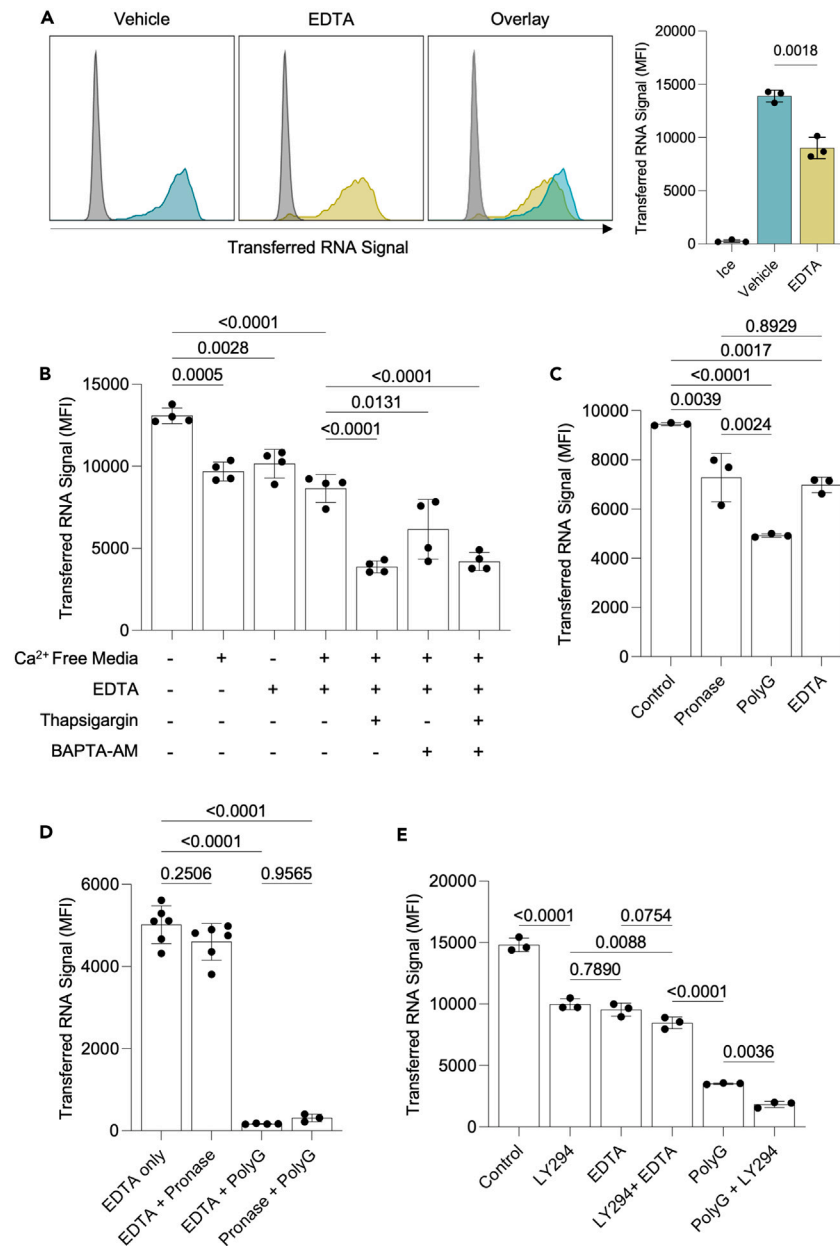 A
Vehicle
EDTA
Overlay
Transferred RNA Signal
Transferred RNA Signal (MFI)
20000
15000
10000
5000
0
0.0018
Ice
Vehicle
EDTA
B
<0.0001
0.0028
0.0005
<0.0001
0.0131
<0.0001
Transferred RNA Signal (MFI)
15000
10000
5000
0
Ca2+ Free Media - + - + + + +
EDTA - - + + + + +
Thapsigargin - - - - + - +
BAPTA-AM - - - - - + +
C
0.8929
0.0017
<0.0001
0.0039
0.0024
Transferred RNA Signal (MFI)
10000
8000
6000
4000
2000
0
Control
Pronase
PolyG
EDTA
D
<0.0001
<0.0001
0.2506
0.9565
Transferred RNA Signal (MFI)
6000
4000
2000
0
EDTA only
EDTA + Pronase
EDTA + PolyG
Pronase + PolyG
E
<0.0001
0.0754
0.0088
0.7890
<0.0001
0.0036
Transferred RNA Signal (MFI)
20000
15000
10000
5000
0
Control
LY294
EDTA
LY294+ EDTA
PolyG
PolyG + LY294